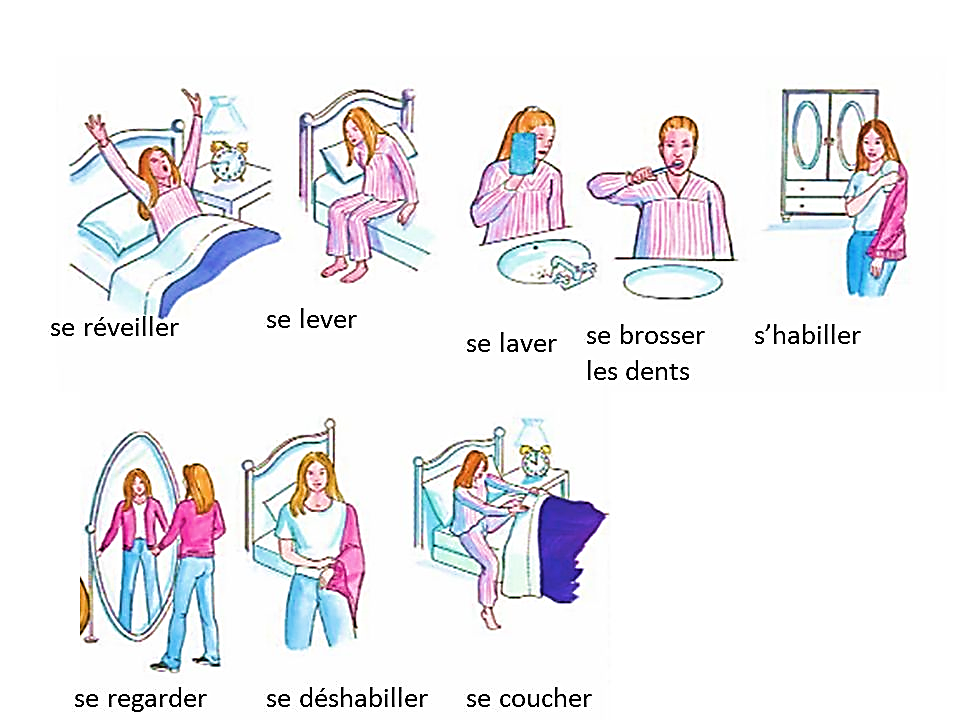 se réveiller
se lever
se laver
se brosser
les dents
s’habiller
se regarder
se déshabiller
se coucher